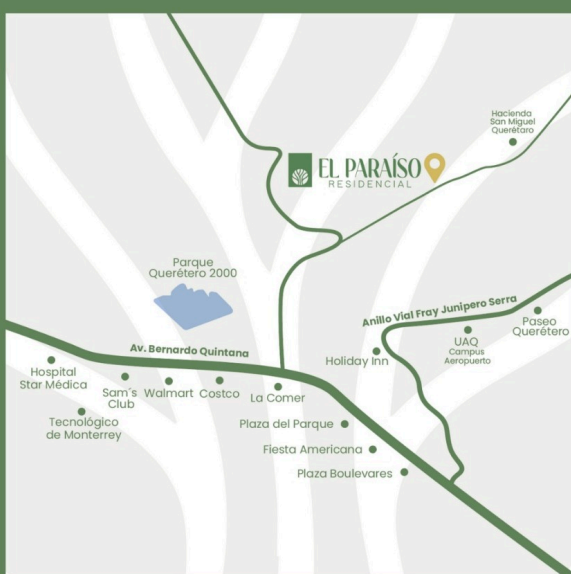 Hacienda
San Miguel
Querétaro
EL PARAÍSO
RESIDENCIAL
Parque
Querétaro 2000
Anillo Vial Fray Junipero Serra
Paseo
Querétaro
UAQ
Campus
Aeropuerto
Holiday Inn
Av. Bernardo Quintana
Hospital
Star Médica
Sam´s
Club
Walmart
Costco
La Comer
Tecnológico
de Monterrey
Plaza del Parque
Fiesta Americana
Plaza Boulevares